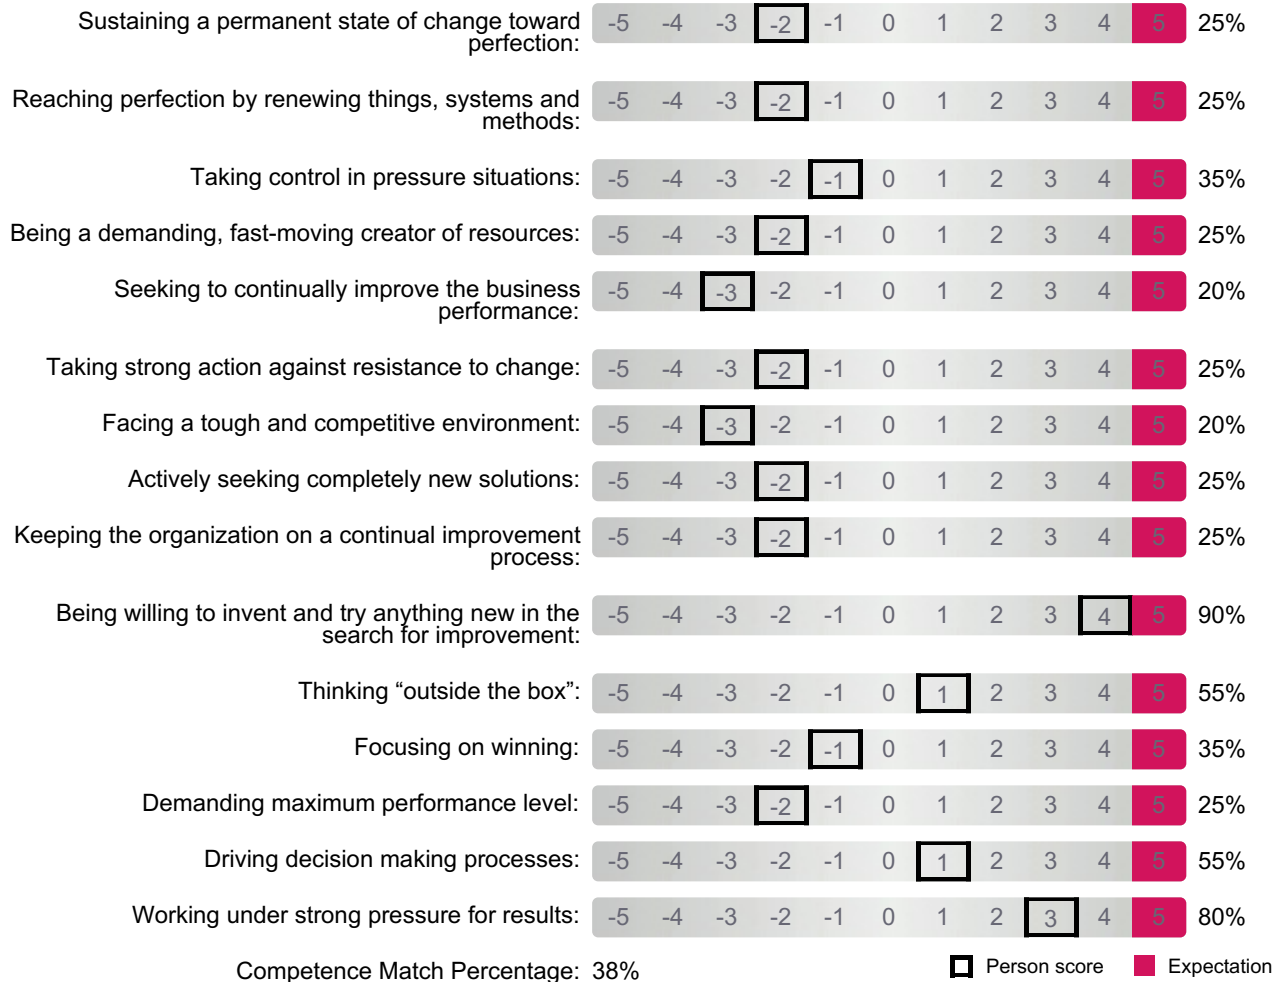 Sustaining a permanent state of change toward
perfection:
-5 -4 -3 -2 -1 0 1 2 3 4 5 25%
Reaching perfection by renewing things, systems and
methods:
-5 -4 -3 -2 -1 0 1 2 3 4 5 25%
Taking control in pressure situations: -5 -4 -3 -2 -1 0 1 2 3 4 5 35%
Being a demanding, fast-moving creator of resources: -5 -4 -3 -2 -1 0 1 2 3 4 5 25%
Seeking to continually improve the business
performance:
-5 -4 -3 -2 -1 0 1 2 3 4 5 20%
Taking strong action against resistance to change: -5 -4 -3 -2 -1 0 1 2 3 4 5 25%
Facing a tough and competitive environment: -5 -4 -3 -2 -1 0 1 2 3 4 5 20%
Actively seeking completely new solutions: -5 -4 -3 -2 -1 0 1 2 3 4 5 25%
Keeping the organization on a continual improvement
process:
-5 -4 -3 -2 -1 0 1 2 3 4 5 25%
Being willing to invent and try anything new in the
search for improvement:
-5 -4 -3 -2 -1 0 1 2 3 4 5 90%
Thinking “outside the box”: -5 -4 -3 -2 -1 0 1 2 3 4 5 55%
Focusing on winning: -5 -4 -3 -2 -1 0 1 2 3 4 5 35%
Demanding maximum performance level: -5 -4 -3 -2 -1 0 1 2 3 4 5 25%
Driving decision making processes: -5 -4 -3 -2 -1 0 1 2 3 4 5 55%
Working under strong pressure for results: -5 -4 -3 -2 -1 0 1 2 3 4 5 80%
Competence Match Percentage: 38% Person score Expectation